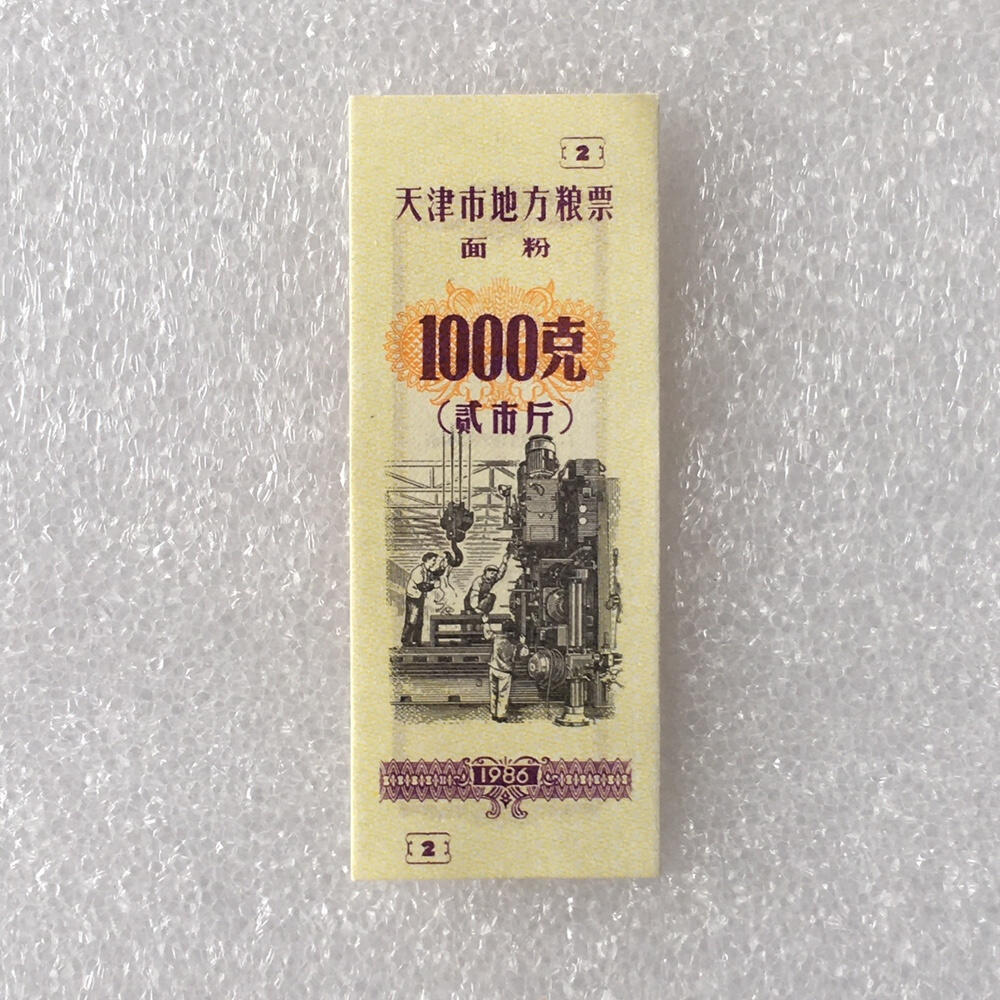 2
天津市地方粮票
面 粉
1000克
(贰市斤)
1986
2